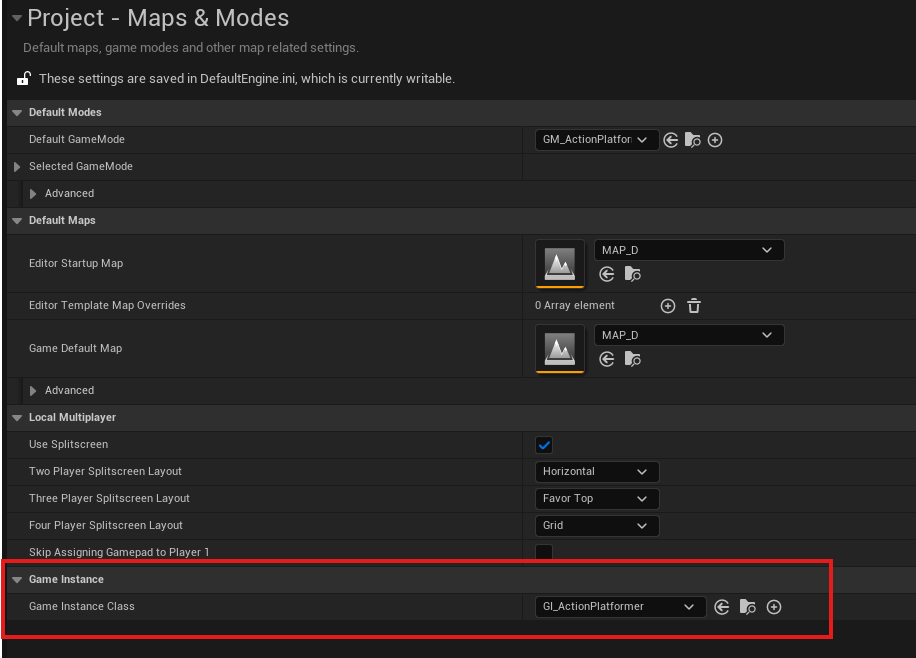 Project - Maps & Modes
Default maps, game modes and other map related settings.
These settings are saved in DefaultEngine.ini, which is currently writable.
Default Modes
Default GameMode GM_ActionPlatfor
Selected GameMode
Advanced
Default Maps
Editor Startup Map MAP_D
Editor Template Map Overrides 0 Array element
Game Default Map MAP_D
Advanced
Local Multiplayer
Use Splitscreen
Two Player Splitscreen Layout Horizontal
Three Player Splitscreen Layout Favor Top
Four Player Splitscreen Layout Grid
Skip Assigning Gamepad to Player 1
Game Instance
Game Instance Class GI_ActionPlatformer